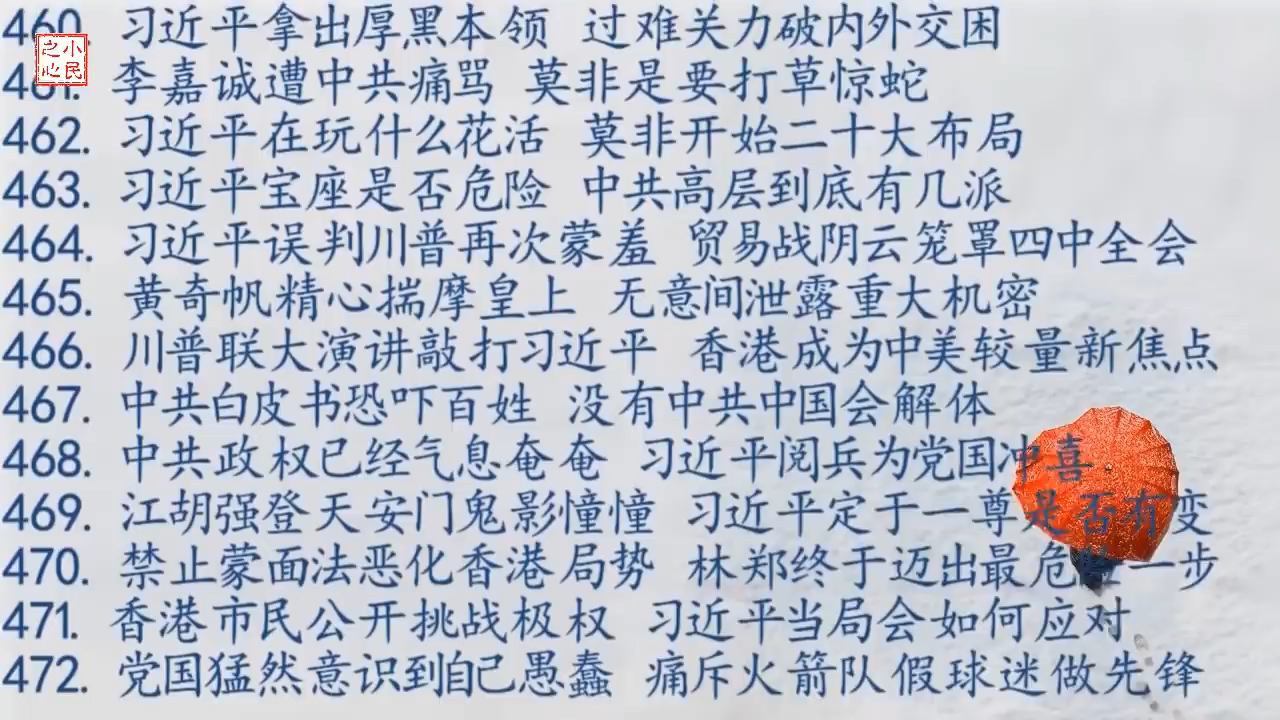 460. 习近平拿出厚黑本领 过难关力破内外交困
小民之心
461. 李嘉诚遭中共痛骂 莫非是要打草惊蛇
462. 习近平在玩什么花活 莫非开始二十大布局
463. 习近平宝座是否危险 中共高层到底有几派
464. 习近平误判川普再次蒙羞 贸易战阴云笼罩四中全会
465. 黄奇帆精心揣摩皇上 无意间泄露重大机密
466. 川普联大演讲敲打习近平 香港成为中美较量新焦点
467. 中共白皮书恐吓百姓 没有中共中国会解体
468. 中共政权已经气息奄奄 习近平阅兵为党国冲喜
469. 江胡强登天安门鬼影憧憧 习近平定于一尊是否有变
470. 禁止蒙面法恶化香港局势 林郑终于迈出最危险一步
471. 香港市民公开挑战极权 习近平当局会如何应对
472. 党国猛然意识到自己愚蠢 痛斥火箭队假球迷做先锋